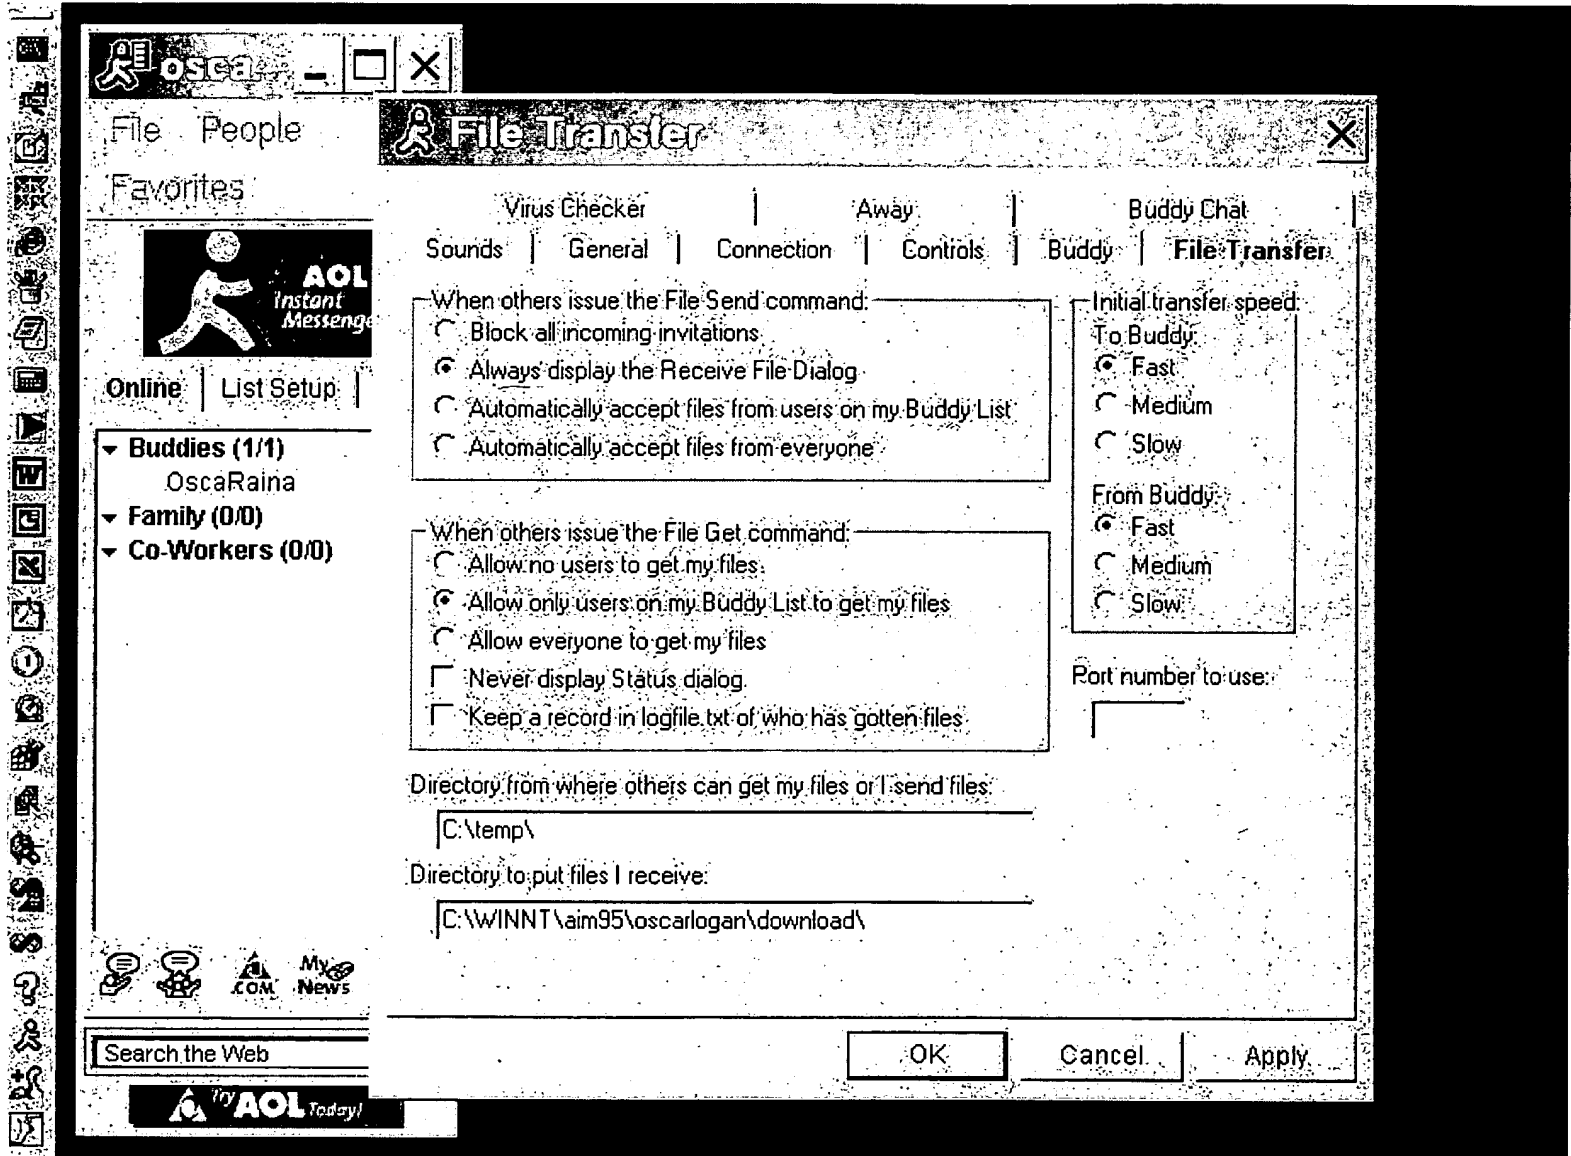 osca...
File People
Favorites
AOL
Instant
Messenge
Online | List Setup |
Buddies (1/1)
OscaRaina
Family (0/0)
Co-Workers (0/0)
.COM
My
News
Search the Web
Try AOL Today!
File Transfer
Virus Checker | Away | Buddy Chat |
Sounds | General | Connection | Controls | Buddy | File Transfer
When others issue the File Send command:
Block all incoming invitations
Always display the Receive File Dialog
Automatically accept files from users on my Buddy List
Automatically accept files from everyone
When others issue the File Get command:
Allow no users to get my files
Allow only users on my Buddy List to get my files
Allow everyone to get my files
Never display Status dialog
Keep a record in logfile.txt of who has gotten files
Directory from where others can get my files or I send files:
C:\temp\
Directory to put files I receive:
C:\WINNT\aim95\oscarlogan\download\
Initial transfer speed:
To Buddy:
Fast
Medium
Slow
From Buddy:
Fast
Medium
Slow
Port number to use:
OK
Cancel
Apply